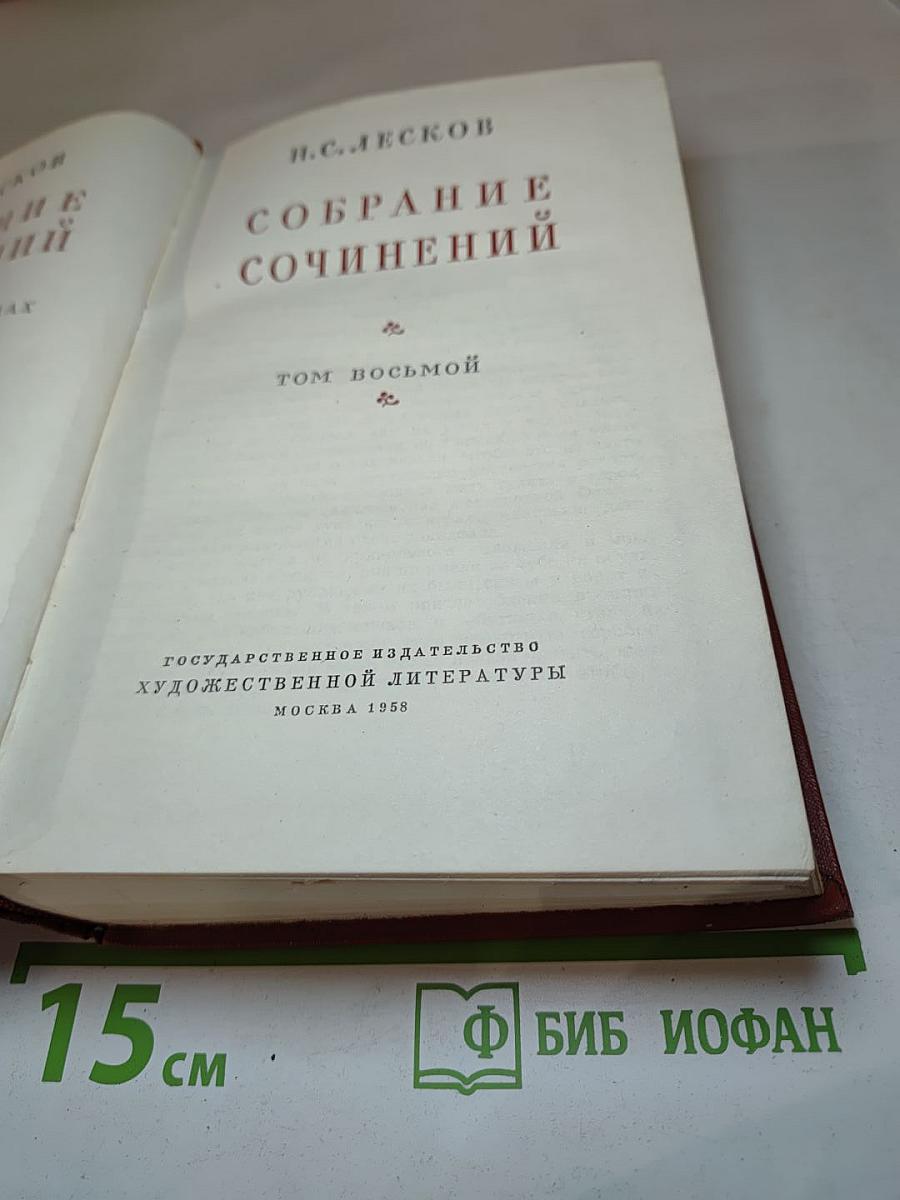 Н. С. ЛЕСКОВ
СОБРАНИЕ
СОЧИНЕНИЙ
ТОМ ВОСЬМОЙ
ГОСУДАРСТВЕННОЕ ИЗДАТЕЛЬСТВО
ХУДОЖЕСТВЕННОЙ ЛИТЕРАТУРЫ
МОСКВА 1958
15 см
Ф БИБ ИОФАН